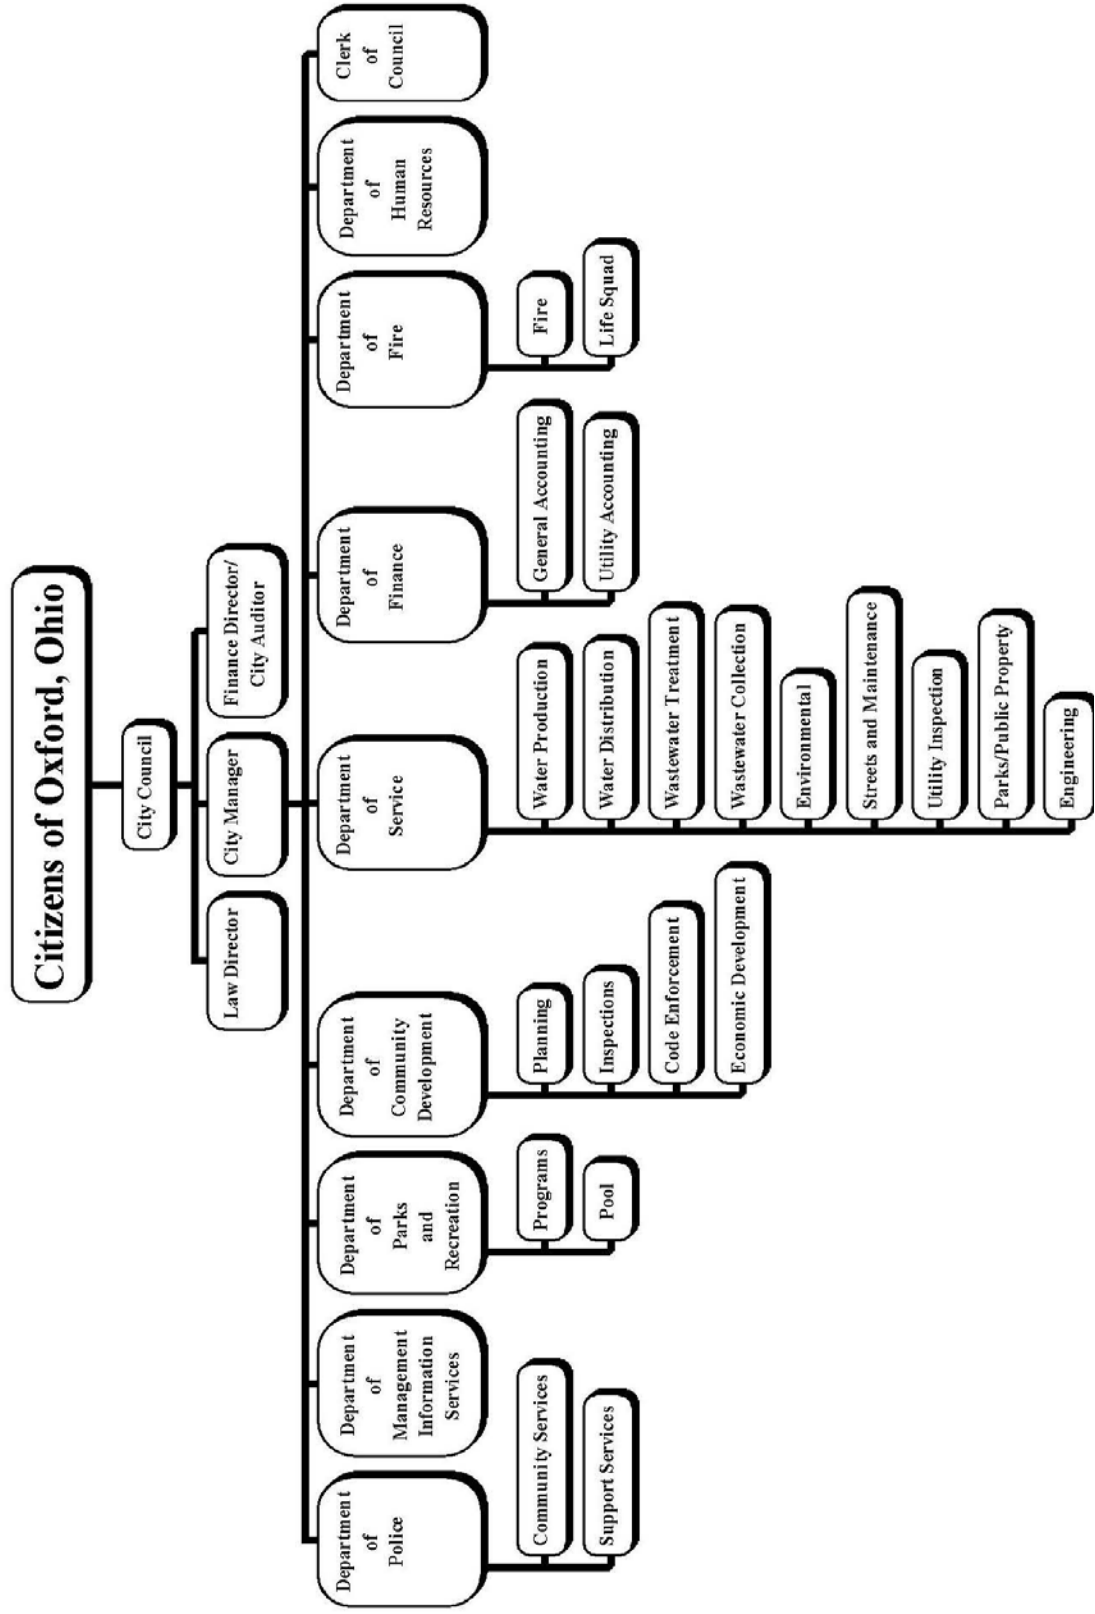 Citizens of Oxford, Ohio
City Council
Law Director
City Manager
Finance Director/
City Auditor
Department
of
Police
Community Services
Support Services
Department
of
Management
Information
Services
Department
of
Parks
and
Recreation
Programs
Pool
Department
of
Community
Development
Planning
Inspections
Code Enforcement
Economic Development
Department
of
Service
Water Production
Water Distribution
Wastewater Treatment
Wastewater Collection
Environmental
Streets and Maintenance
Utility Inspection
Parks/Public Property
Engineering
Department
of
Finance
General Accounting
Utility Accounting
Department
of
Fire
Fire
Life Squad
Department
of
Human
Resources
Clerk
of
Council